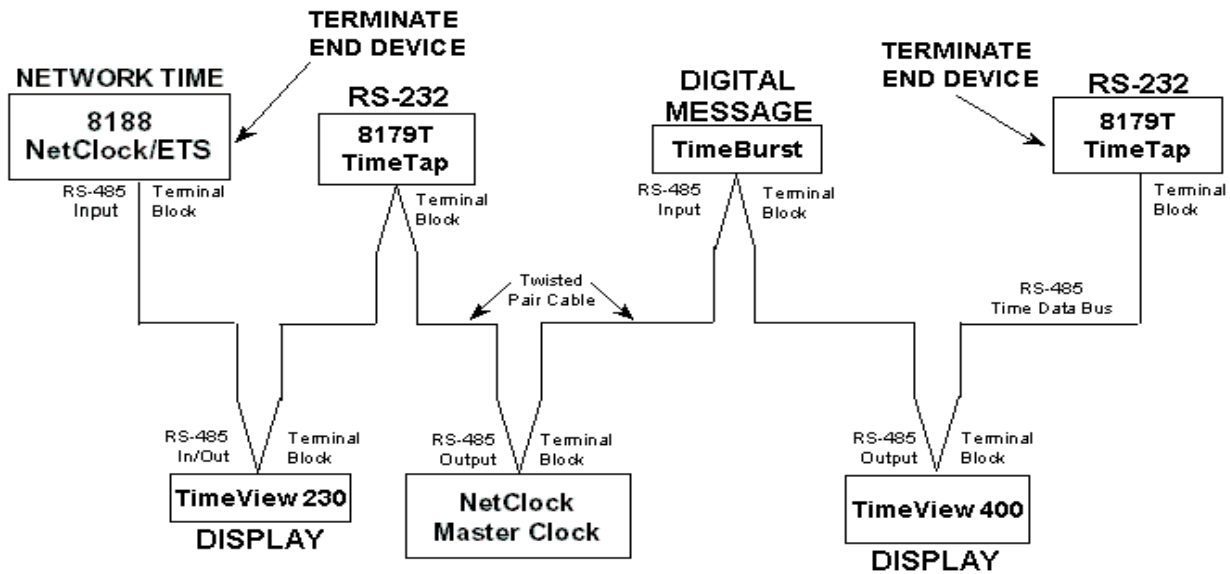 TERMINATE
END DEVICE
NETWORK TIME
8188
NetClock/ETS
RS-485
Input
Terminal
Block
RS-232
8179T
TimeTap
Terminal
Block
DIGITAL
MESSAGE
TimeBurst
RS-485
Input
Terminal
Block
TERMINATE
END DEVICE
RS-232
8179T
TimeTap
Terminal
Block
Twisted
Pair Cable
RS-485
Time Data Bus
RS-485
In/Out
Terminal
Block
TimeView 230
DISPLAY
RS-485
Output
Terminal
Block
NetClock
Master Clock
RS-485
Output
Terminal
Block
TimeView 400
DISPLAY